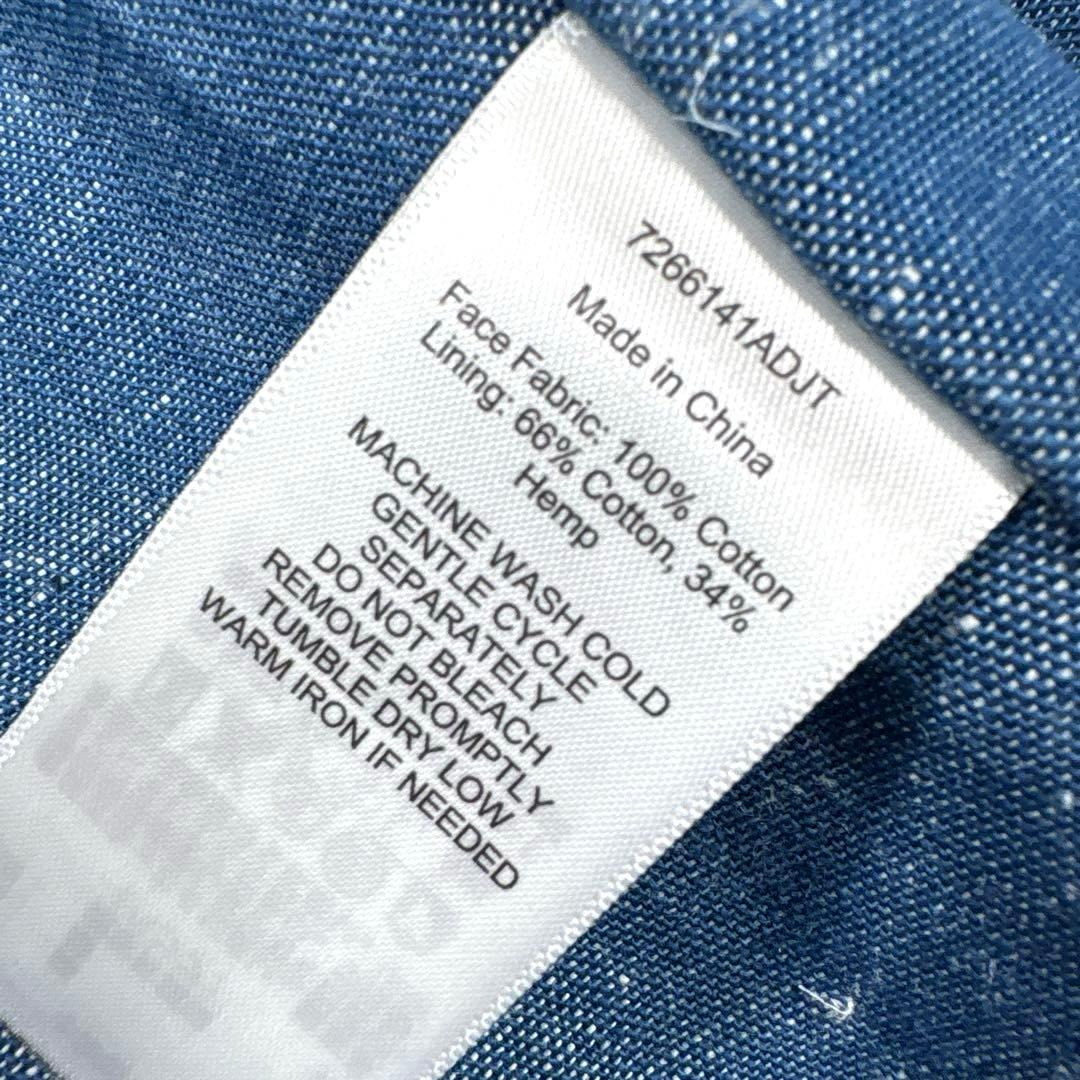 7266141ADJT
Made in China
Face Fabric: 100% Cotton
Lining: 66% Cotton, 34%
Hemp
MACHINE WASH COLD
GENTLE CYCLE
SEPARATELY
DO NOT BLEACH
REMOVE PROMPTLY
TUMBLE DRY LOW
WARM IRON IF NEEDED